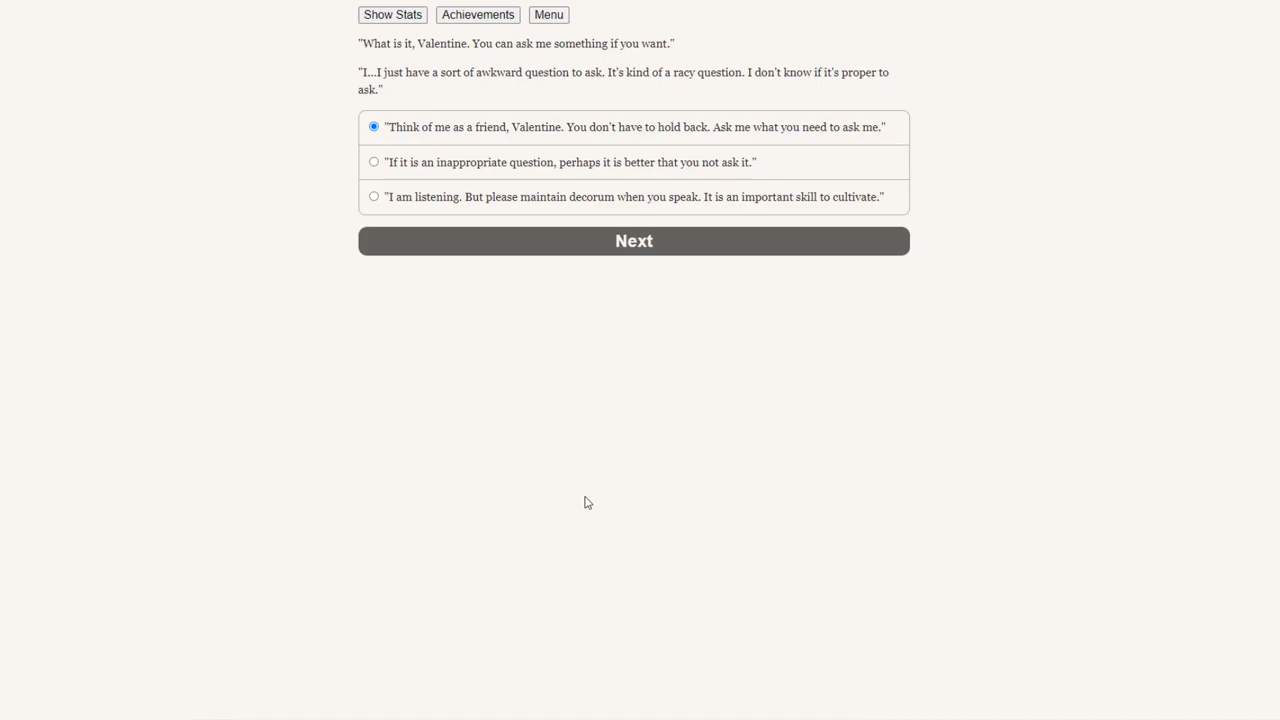 Show Stats Achievements Menu
"What is it, Valentine. You can ask me something if you want."
"I...I just have a sort of awkward question to ask. It's kind of a racy question. I don't know if it's proper to
ask."
"Think of me as a friend, Valentine. You don't have to hold back. Ask me what you need to ask me."
"If it is an inappropriate question, perhaps it is better that you not ask it."
"I am listening. But please maintain decorum when you speak. It is an important skill to cultivate."
Next